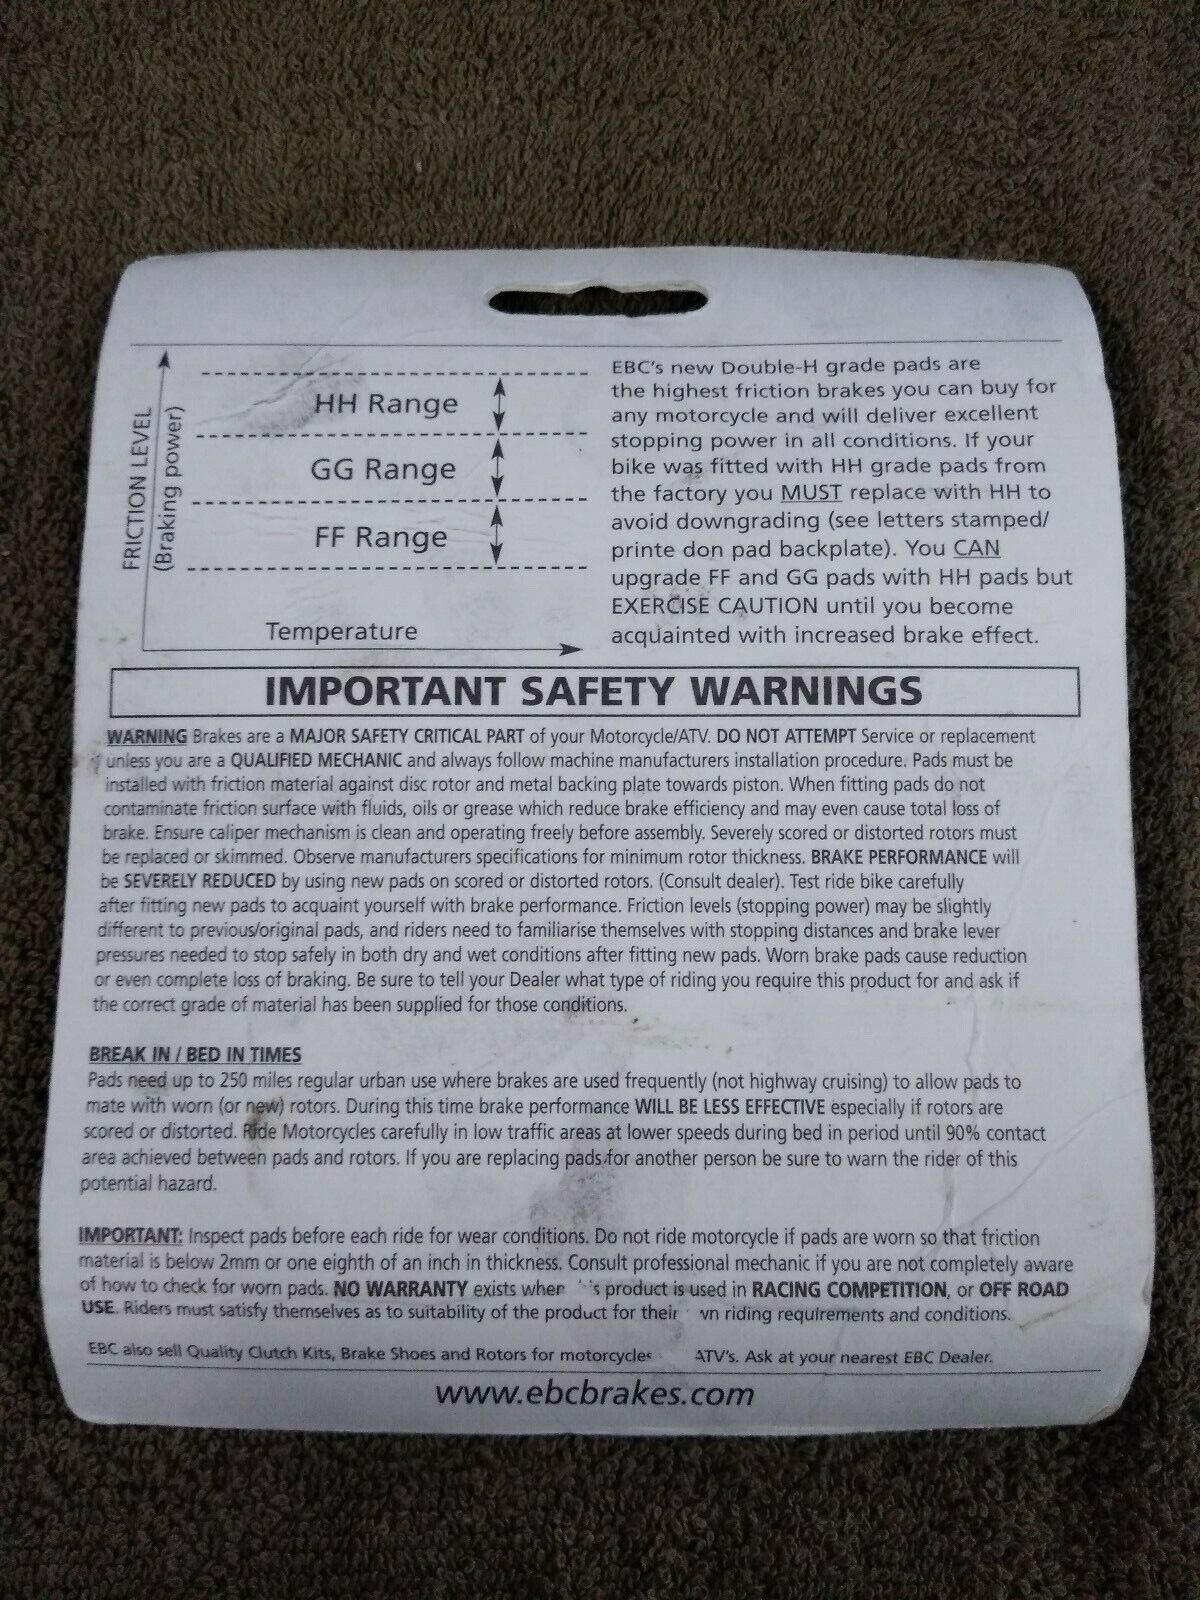 FRICTION LEVEL
(Braking power)
HH Range
GG Range
FF Range
Temperature
EBC's new Double-H grade pads are
the highest friction brakes you can buy for
any motorcycle and will deliver excellent
stopping power in all conditions. If your
bike was fitted with HH grade pads from
the factory you MUST replace with HH to
avoid downgrading (see letters stamped/
printe don pad backplate). You CAN
upgrade FF and GG pads with HH pads but
EXERCISE CAUTION until you become
acquainted with increased brake effect.
IMPORTANT SAFETY WARNINGS
WARNING Brakes are a MAJOR SAFETY CRITICAL PART of your Motorcycle/ATV. DO NOT ATTEMPT Service or replacement
unless you are a QUALIFIED MECHANIC and always follow machine manufacturers installation procedure. Pads must be
installed with friction material against disc rotor and metal backing plate towards piston. When fitting pads do not
contaminate friction surface with fluids, oils or grease which reduce brake efficiency and may even cause total loss of
brake. Ensure caliper mechanism is clean and operating freely before assembly. Severely scored or distorted rotors must
be replaced or skimmed. Observe manufacturers specifications for minimum rotor thickness. BRAKE PERFORMANCE will
be SEVERELY REDUCED by using new pads on scored or distorted rotors. (Consult dealer). Test ride bike carefully
after fitting new pads to acquaint yourself with brake performance. Friction levels (stopping power) may be slightly
different to previous/original pads, and riders need to familiarise themselves with stopping distances and brake lever
pressures needed to stop safely in both dry and wet conditions after fitting new pads. Worn brake pads cause reduction
or even complete loss of braking. Be sure to tell your Dealer what type of riding you require this product for and ask if
the correct grade of material has been supplied for those conditions.
BREAK IN / BED IN TIMES
Pads need up to 250 miles regular urban use where brakes are used frequently (not highway cruising) to allow pads to
mate with worn (or new) rotors. During this time brake performance WILL BE LESS EFFECTIVE especially if rotors are
scored or distorted. Ride Motorcycles carefully in low traffic areas at lower speeds during bed in period until 90% contact
area achieved between pads and rotors. If you are replacing pads for another person be sure to warn the rider of this
potential hazard.
IMPORTANT: Inspect pads before each ride for wear conditions. Do not ride motorcycle if pads are worn so that friction
material is below 2mm or one eighth of an inch in thickness. Consult professional mechanic if you are not completely aware
of how to check for worn pads. NO WARRANTY exists product is used in RACING COMPETITION, or OFF ROAD
USE. Riders must satisfy themselves as to suitability of the product for their riding requirements and conditions.
EBC also sell Quality Clutch Kits, Brake Shoes and Rotors for motorcycles ATV's. Ask at your nearest EBC Dealer.
www.ebcbrakes.com